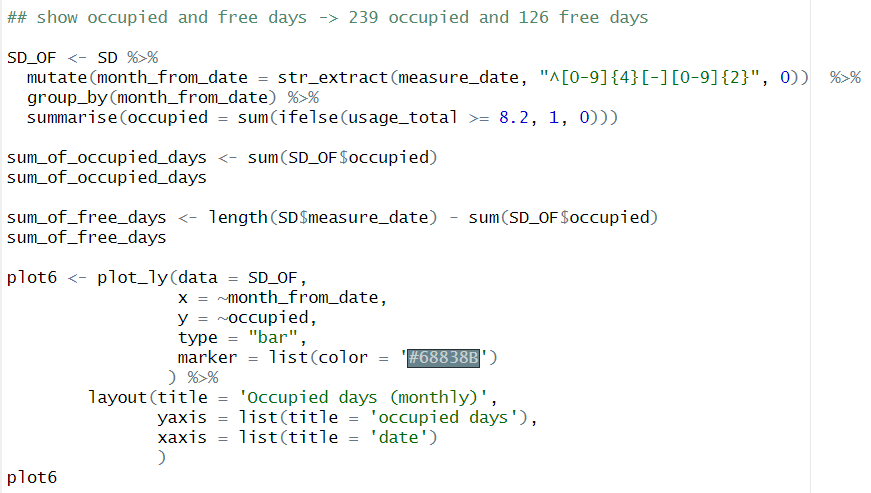 ## show occupied and free days -> 239 occupied and 126 free days
SD_OF <- SD %>%
mutate(month_from_date = str_extract(measure_date, "^[0-9]{4}[-][0-9]{2}", 0)) %>%
group_by(month_from_date) %>%
summarise(occupied = sum(ifelse(usage_total >= 8.2, 1, 0)))
sum_of_occupied_days <- sum(SD_OF$occupied)
sum_of_occupied_days
sum_of_free_days <- length(SD$measure_date) - sum(SD_OF$occupied)
sum_of_free_days
plot6 <- plot_ly(data = SD_OF,
x = ~month_from_date,
y = ~occupied,
type = "bar",
marker = list(color = '#68838B')
) %>%
layout(title = 'Occupied days (monthly)',
yaxis = list(title = 'occupied days'),
xaxis = list(title = 'date')
)
plot6